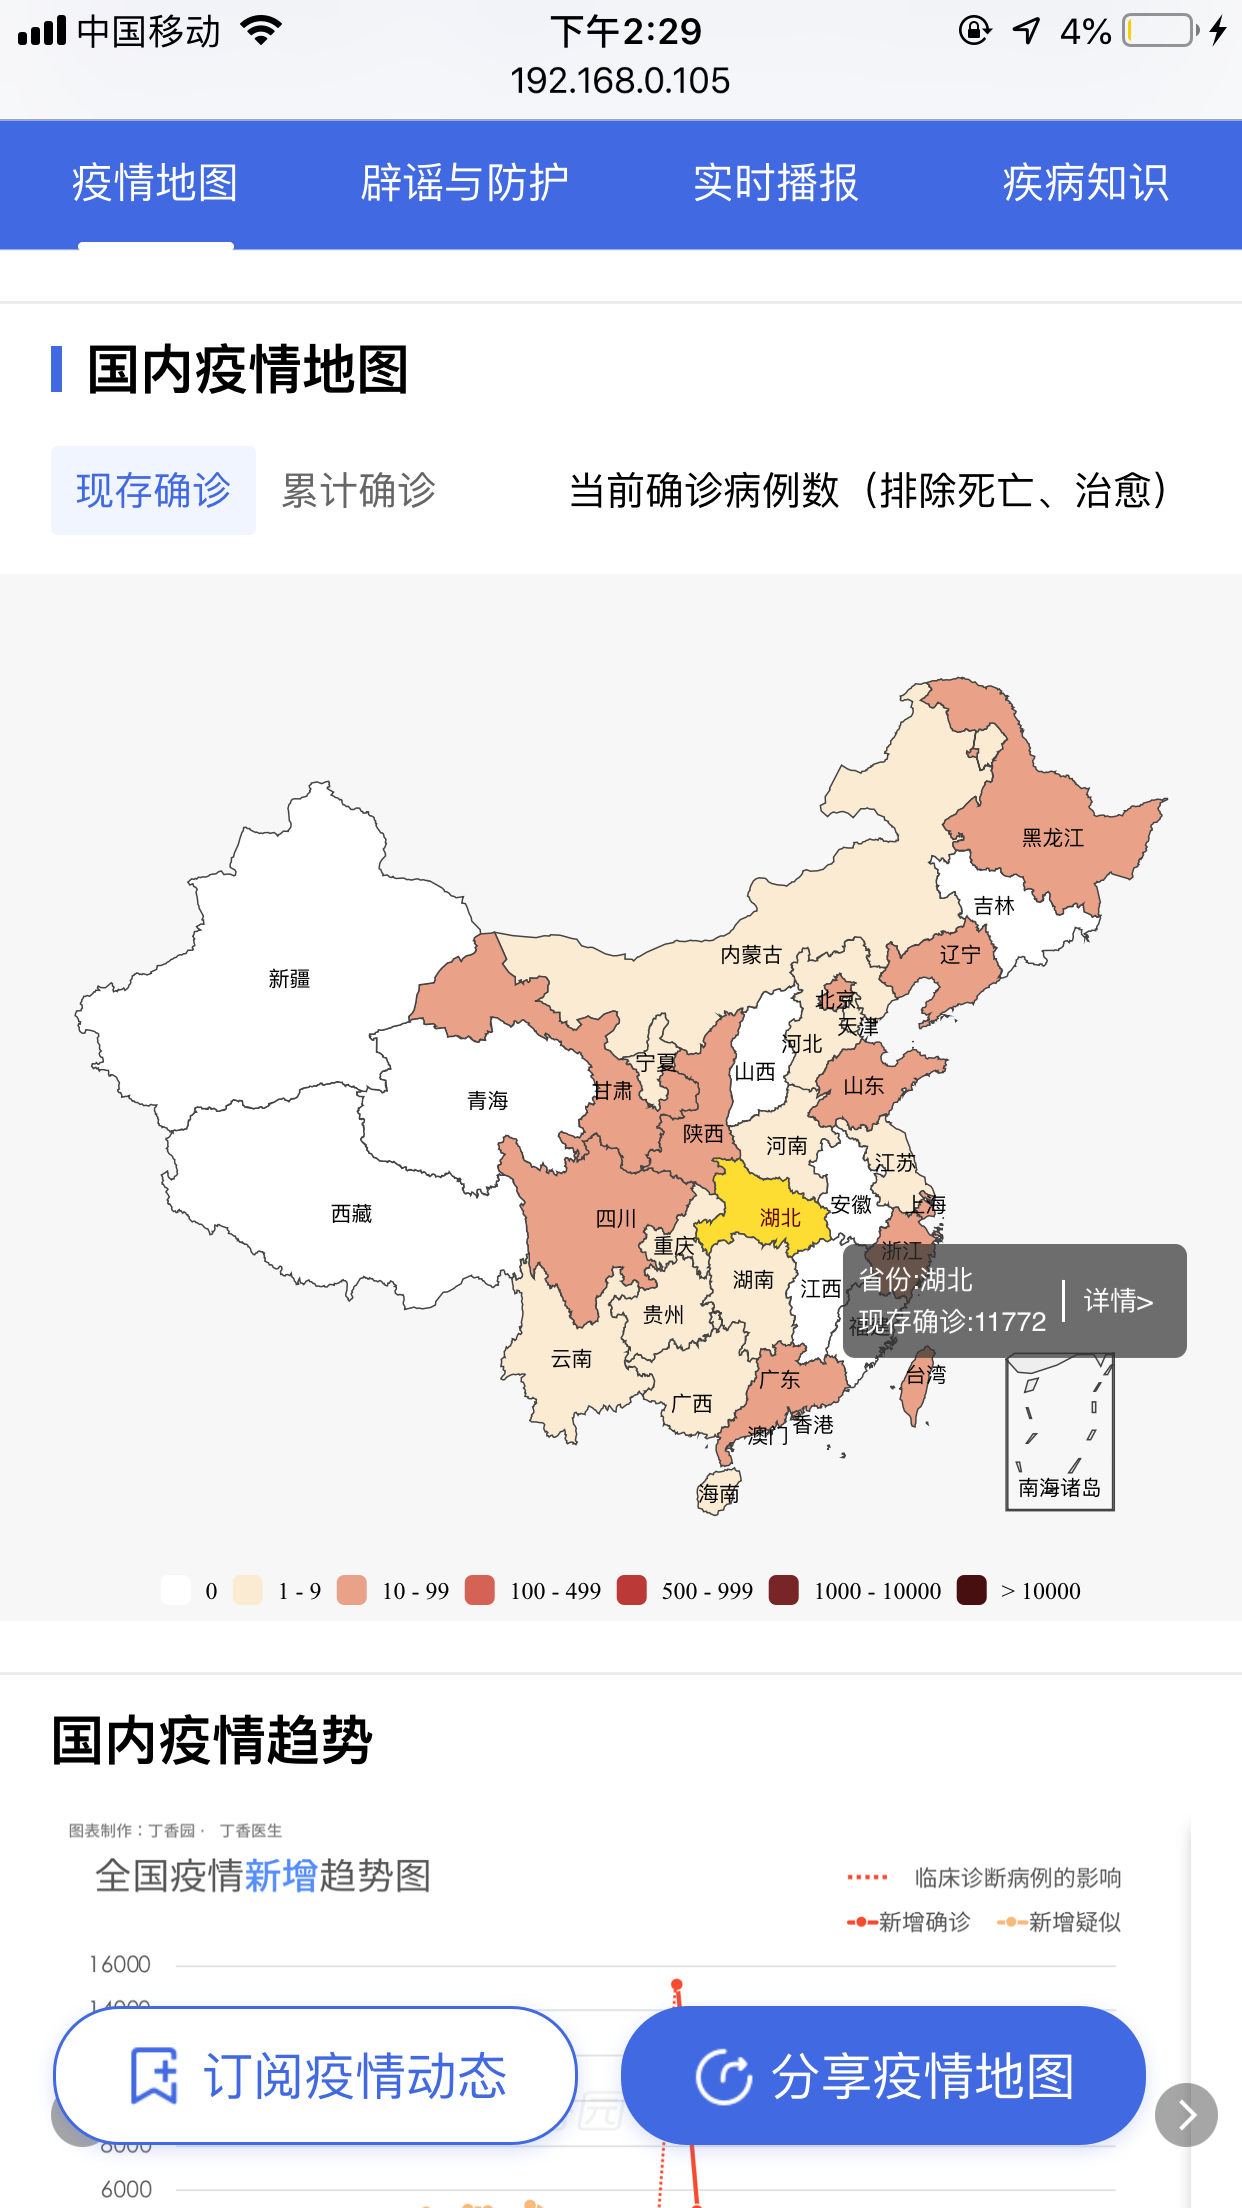 中国移动 下午2:29 4%
192.168.0.105
疫情地图 辟谣与防护 实时播报 疾病知识
国内疫情地图
现存确诊 累计确诊 当前确诊病例数（排除死亡、治愈）
黑龙江
吉林
内蒙古
辽宁
新疆
北京
天津
河北
宁夏
山西
甘肃
青海
山东
陕西
河南
江苏
西藏
四川
湖北
安徽
上海
重庆
浙江
湖南
江西
省份:湖北
现存确诊:11772
详情>
贵州
云南
广东
台湾
广西
澳门
香港
海南
南海诸岛
0 1 - 9 10 - 99 100 - 499 500 - 999 1000 - 10000 > 10000
国内疫情趋势
图表制作：丁香园 · 丁香医生
全国疫情新增趋势图
临床诊断病例的影响
新增确诊 新增疑似
16000
14000
订阅疫情动态 分享疫情地图
8000
6000